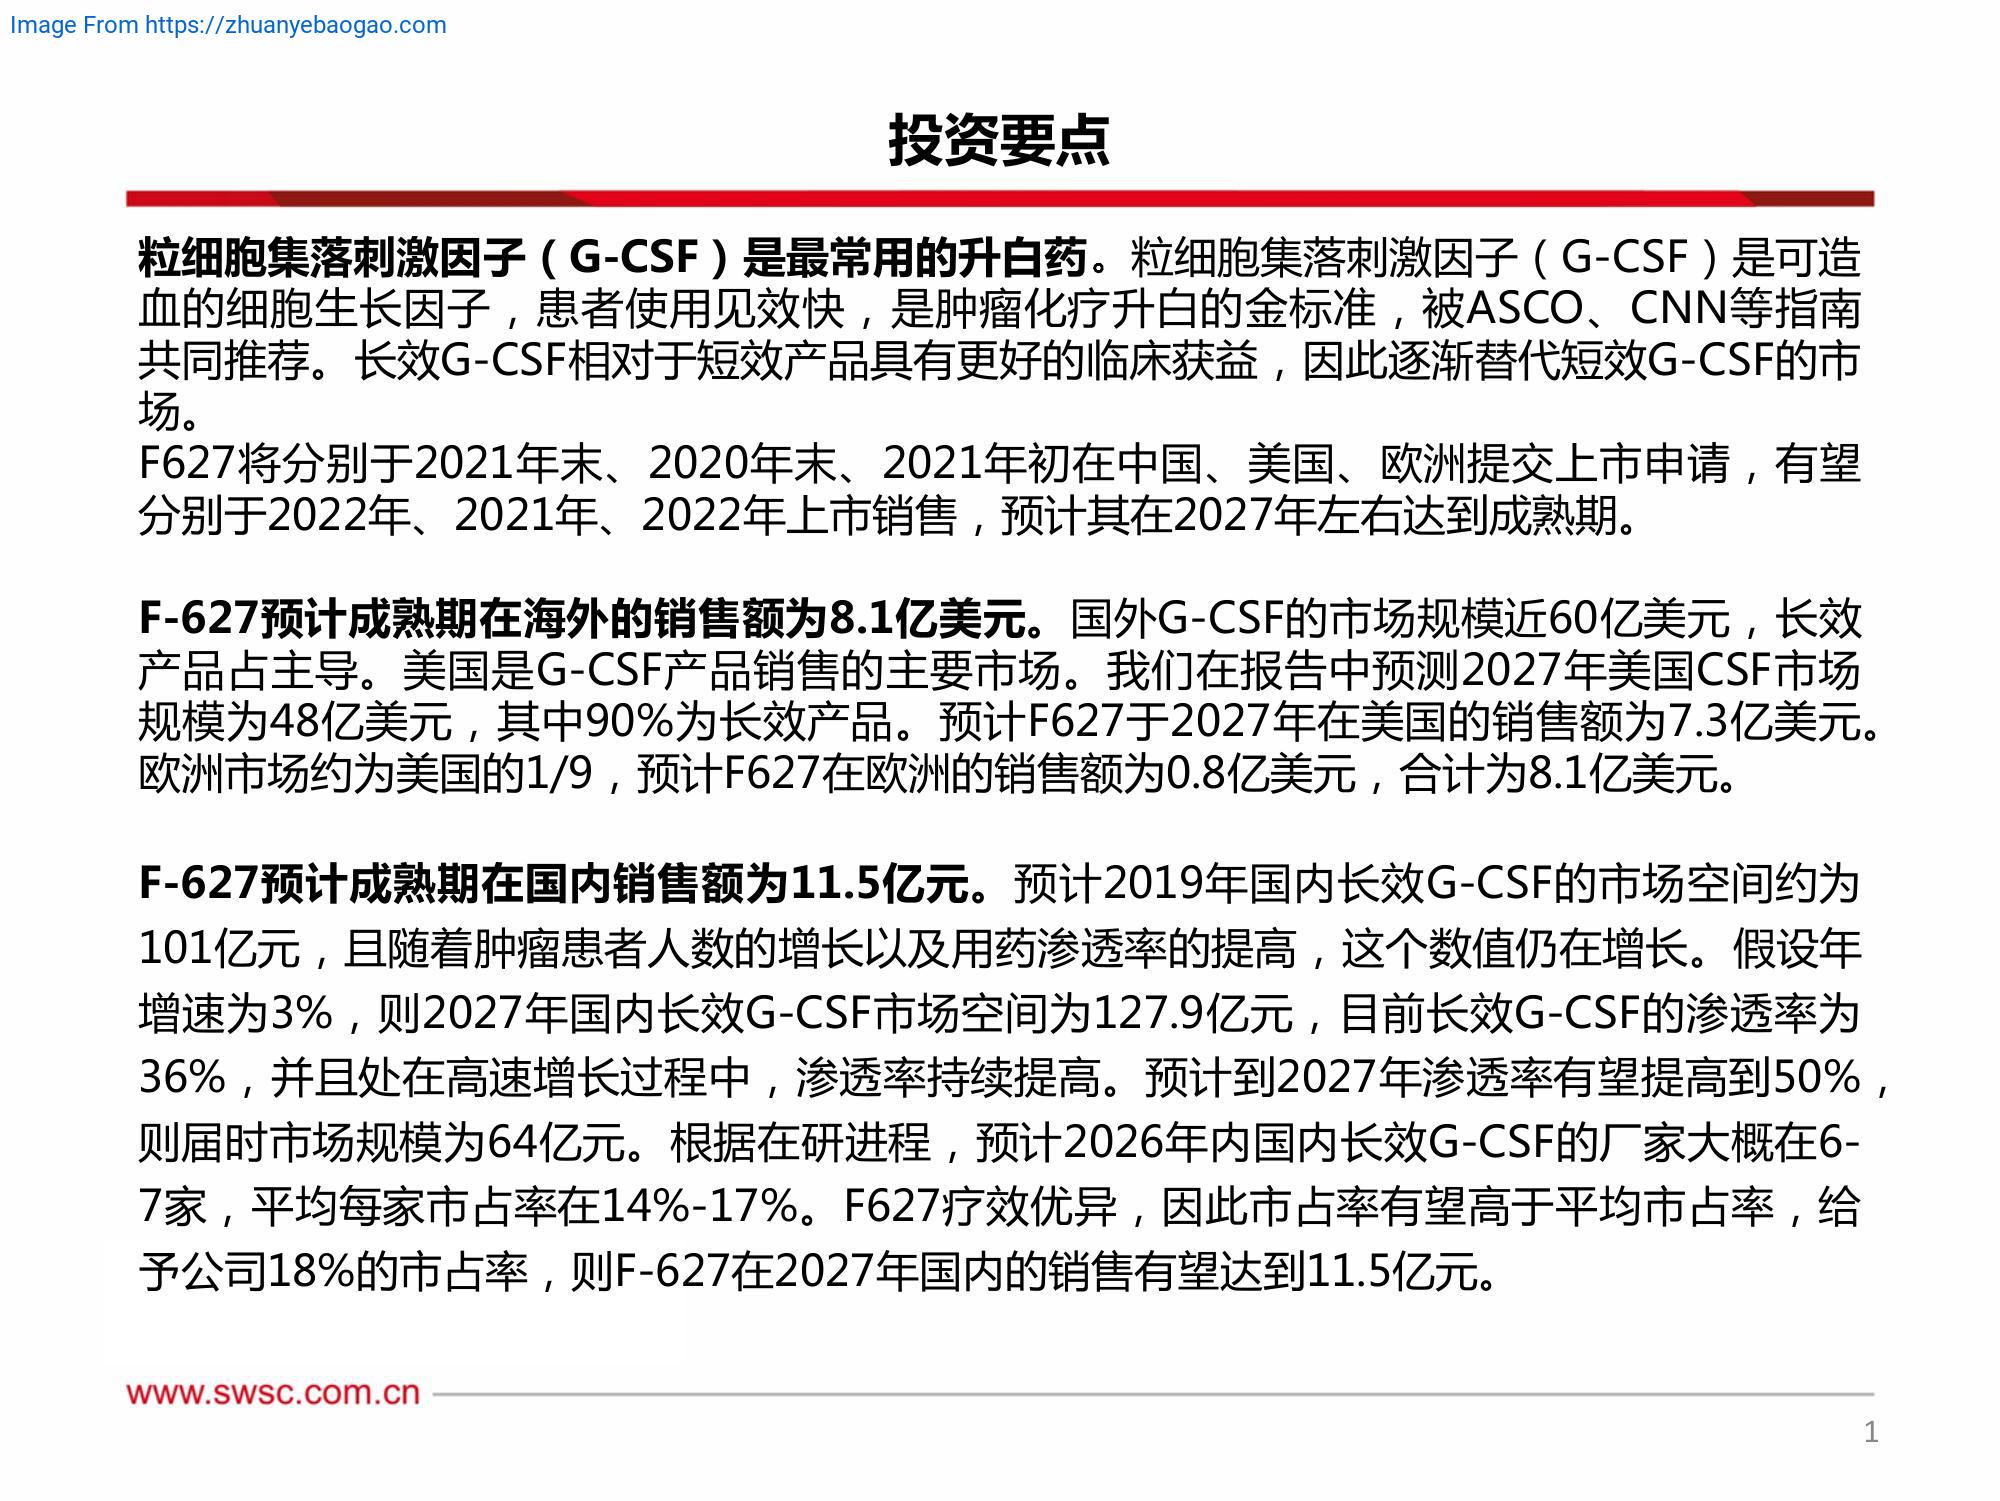 Image From https://zhuanyebaogao.com
投资要点
粒细胞集落刺激因子（G-CSF）是最常用的升白药。粒细胞集落刺激因子（G-CSF）是可造
血的细胞生长因子，患者使用见效快，是肿瘤化疗升白的金标准，被ASCO、CNN等指南
共同推荐。长效G-CSF相对于短效产品具有更好的临床获益，因此逐渐替代短效G-CSF的市
场。
F627将分别于2021年末、2020年末、2021年初在中国、美国、欧洲提交上市申请，有望
分别于2022年、2021年、2022年上市销售，预计其在2027年左右达到成熟期。
F-627预计成熟期在海外的销售额为8.1亿美元。国外G-CSF的市场规模近60亿美元，长效
产品占主导。美国是G-CSF产品销售的主要市场。我们在报告中预测2027年美国CSF市场
规模为48亿美元，其中90%为长效产品。预计F627于2027年在美国的销售额为7.3亿美元。
欧洲市场约为美国的1/9，预计F627在欧洲的销售额为0.8亿美元，合计为8.1亿美元。
F-627预计成熟期在国内销售额为11.5亿元。预计2019年国内长效G-CSF的市场空间约为
101亿元，且随着肿瘤患者人数的增长以及用药渗透率的提高，这个数值仍在增长。假设年
增速为3%，则2027年国内长效G-CSF市场空间为127.9亿元，目前长效G-CSF的渗透率为
36%，并且处在高速增长过程中，渗透率持续提高。预计到2027年渗透率有望提高到50%，
则届时市场规模为64亿元。根据在研进程，预计2026年内国内长效G-CSF的厂家大概在6-
7家，平均每家市占率在14%-17%。F627疗效优异，因此市占率有望高于平均市占率，给
予公司18%的市占率，则F-627在2027年国内的销售有望达到11.5亿元。
www.swsc.com.cn
1